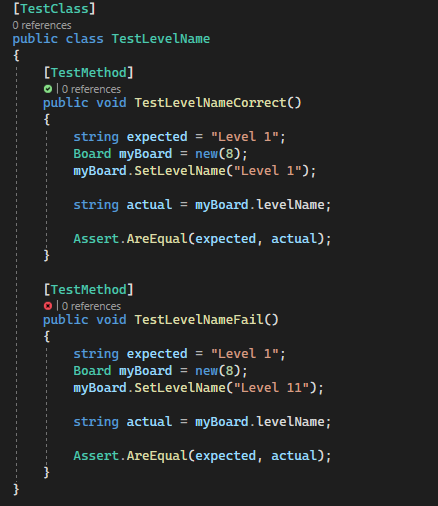 [TestClass]
0 references
public class TestLevelName
{
[TestMethod]
| 0 references
public void TestLevelNameCorrect()
{
string expected = "Level 1";
Board myBoard = new(8);
myBoard.SetLevelName("Level 1");
string actual = myBoard.levelName;
Assert.AreEqual(expected, actual);
}
[TestMethod]
| 0 references
public void TestLevelNameFail()
{
string expected = "Level 1";
Board myBoard = new(8);
myBoard.SetLevelName("Level 11");
string actual = myBoard.levelName;
Assert.AreEqual(expected, actual);
}
}